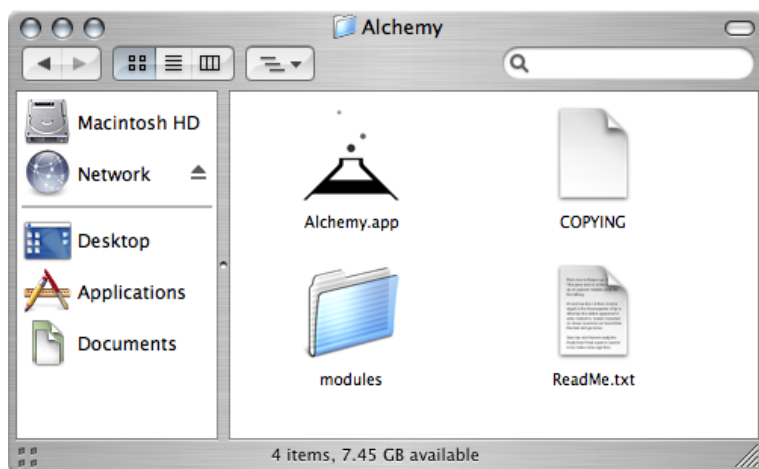 Alchemy
Macintosh HD
Network
Desktop
Applications
Documents
Alchemy.app
COPYING
modules
ReadMe.txt
4 items, 7.45 GB available